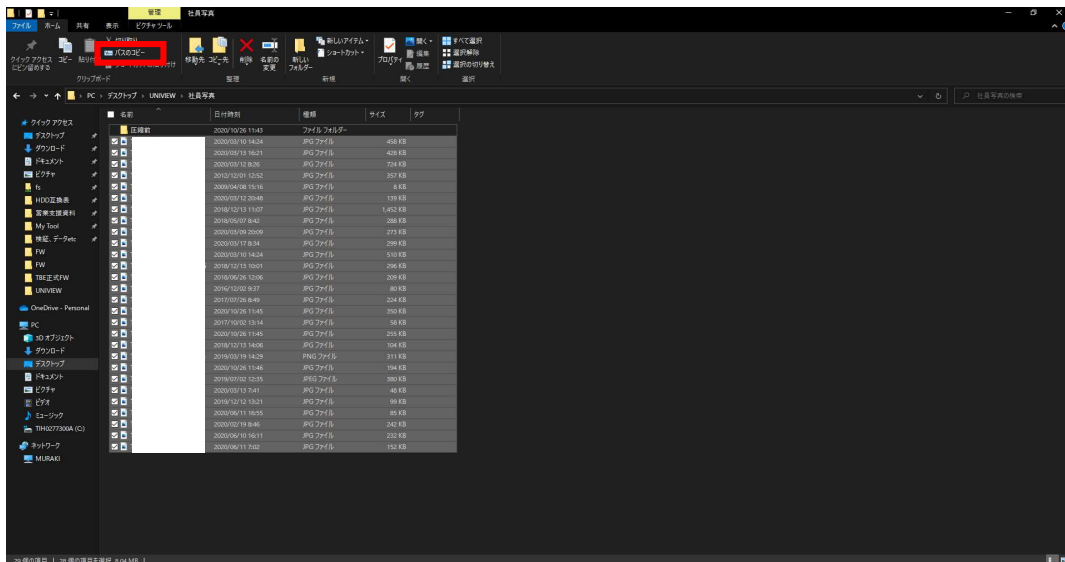 管理 社員写真
ファイル ホーム 共有 表示 ピクチャ ツール
クイック アクセス
にピン留めする
コピー
パスのコピー
移動先 コピー先 削除 名前の
変更
新しい
フォルダー
新しいアイテム
ショートカット
プロパティ
開く
編集
履歴
すべて選択
選択解除
選択の切り替え
クリップボード 整理 新規 開く 選択
PC › デスクトップ › UNIVIEW › 社員写真
社員写真の検索
名前 日付時刻 種類 サイズ タグ
圧縮前 2020/10/26 11:43 ファイル フォルダー
2020/03/10 14:24 JPG ファイル 458 KB
2020/03/13 16:21 JPG ファイル 428 KB
2020/03/12 8:26 JPG ファイル 724 KB
2012/12/01 12:52 JPG ファイル 357 KB
2009/04/08 15:16 JPG ファイル 6 KB
2020/03/12 20:48 JPG ファイル 139 KB
2018/12/13 11:07 JPG ファイル 1,452 KB
2018/05/07 8:42 JPG ファイル 288 KB
2020/03/09 20:09 JPG ファイル 273 KB
2020/03/17 8:34 JPG ファイル 299 KB
2020/03/10 14:24 JPG ファイル 510 KB
2018/12/13 10:01 JPG ファイル 296 KB
2018/06/26 12:06 JPG ファイル 209 KB
2016/12/02 9:37 JPG ファイル 80 KB
2017/07/26 8:49 JPG ファイル 224 KB
2020/10/26 11:45 JPG ファイル 350 KB
2017/10/02 13:14 JPG ファイル 58 KB
2020/10/26 11:45 JPG ファイル 255 KB
2018/12/13 14:06 JPG ファイル 104 KB
2019/03/19 14:29 PNG ファイル 311 KB
2020/10/26 11:46 JPG ファイル 194 KB
2019/07/02 12:35 JPEG ファイル 380 KB
2020/03/13 7:41 JPG ファイル 48 KB
2019/12/12 13:21 JPG ファイル 99 KB
2020/06/11 16:55 JPG ファイル 85 KB
2020/02/19 8:46 JPG ファイル 242 KB
2020/06/10 16:11 JPG ファイル 232 KB
2020/06/11 7:02 JPG ファイル 152 KB
クイック アクセス
デスクトップ
ダウンロード
ドキュメント
ピクチャ
fs
HDD互換表
営業支援資料
My Tool
検証、データetc
FW
FW
TBE正式FW
UNIVIEW
OneDrive - Personal
PC
3D オブジェクト
ダウンロード
デスクトップ
ドキュメント
ピクチャ
ビデオ
ミュージック
TIH0277300A (C:)
ネットワーク
MURAKI